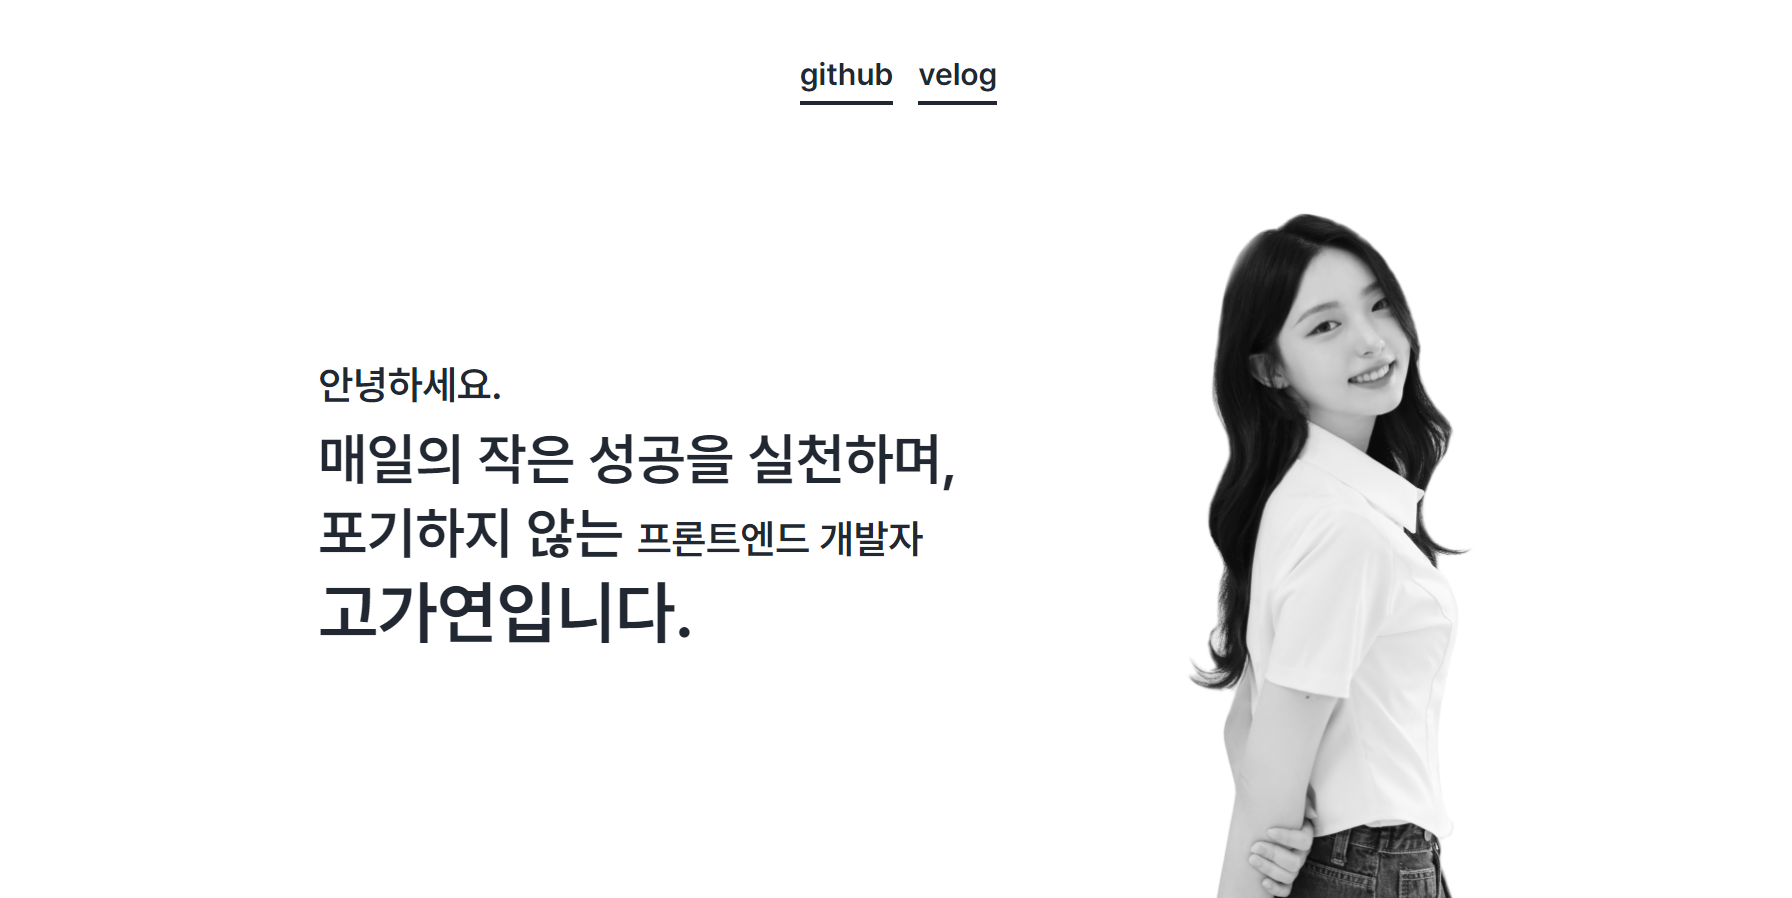 github velog
안녕하세요.
매일의 작은 성공을 실천하며,
포기하지 않는 프론트엔드 개발자
고가연입니다.